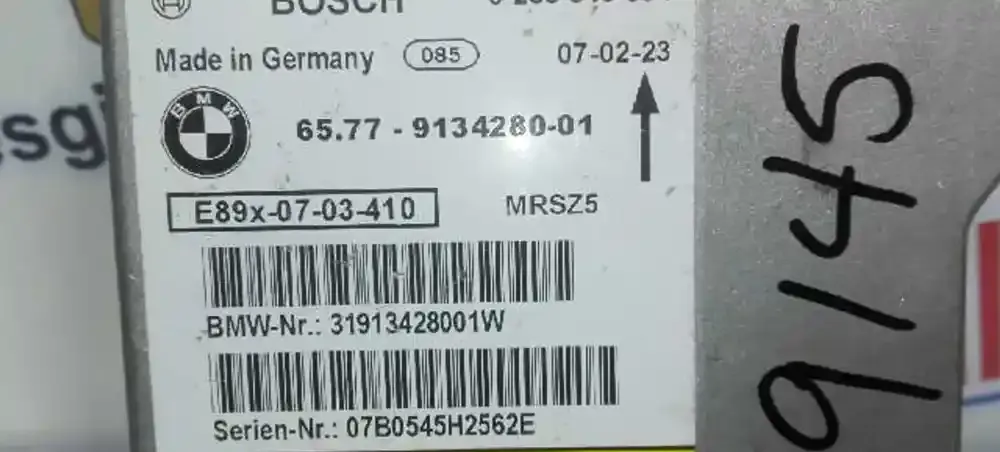 BOSCH
Made in Germany 085 07-02-23
BMW
65.77 - 9134280-01
E89x-07-03-410 MRSZ5
BMW-Nr.: 31913428001W
Serien-Nr.: 07B0545H2562E
9145